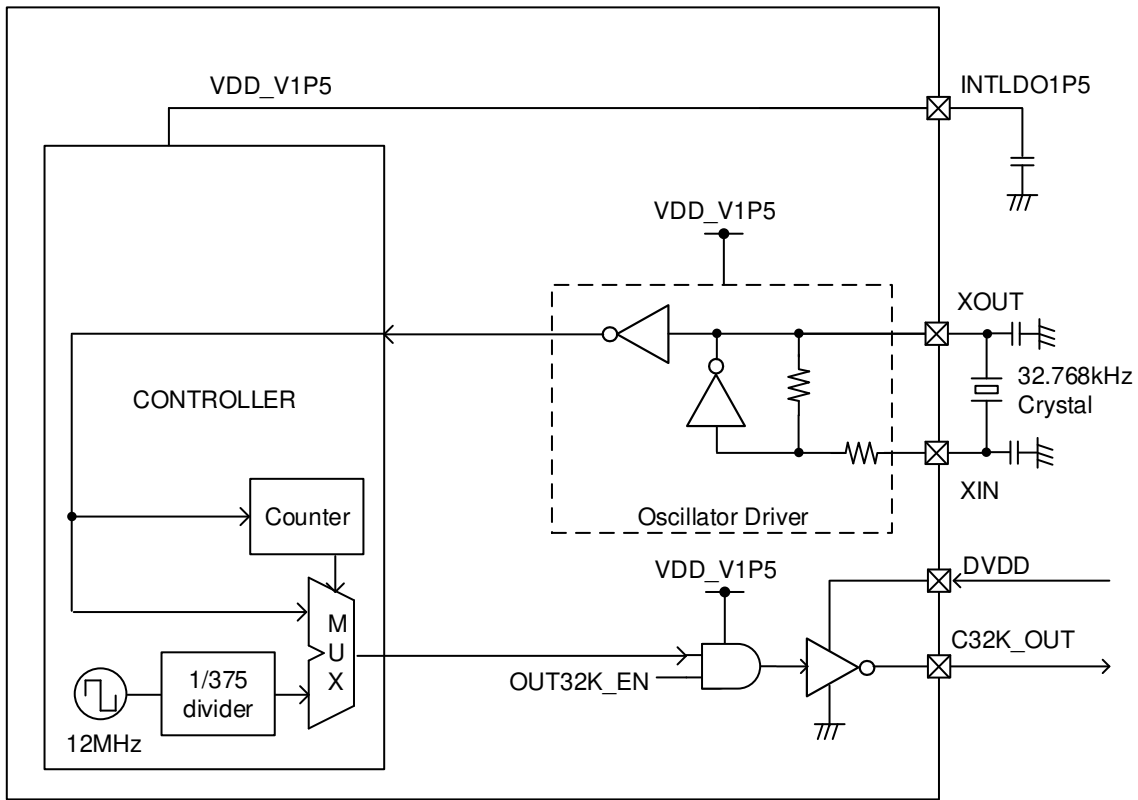 VDD_V1P5
INTLDO1P5
VDD_V1P5
XOUT
32.768kHz
Crystal
XIN
CONTROLLER
Counter
Oscillator Driver
VDD_V1P5
DVDD
C32K_OUT
M
U
X
OUT32K_EN
1/375
divider
12MHz